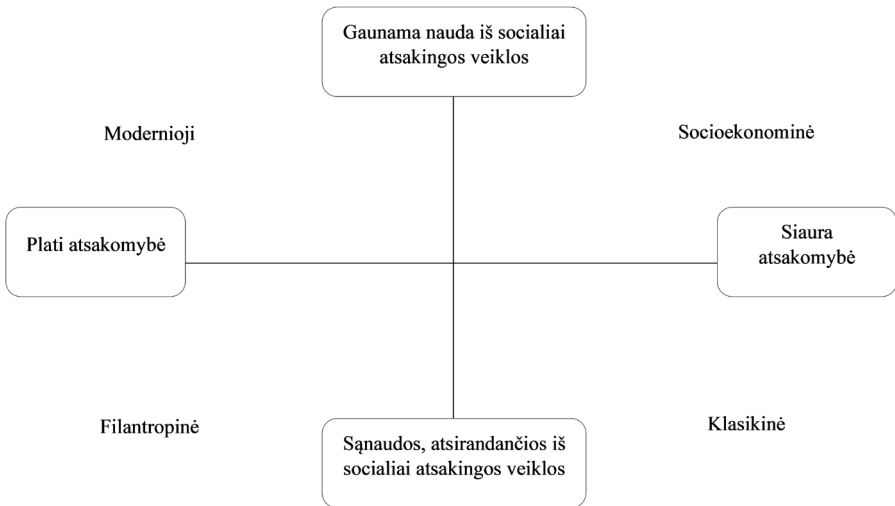 Gaunama nauda iš socialiai
atsakingos veiklos
Modernioji
Socioekonominė
Plati atsakomybė
Siaura
atsakomybė
Filantropinė
Klasikinė
Sąnaudos, atsirandančios iš
socialiai atsakingos veiklos